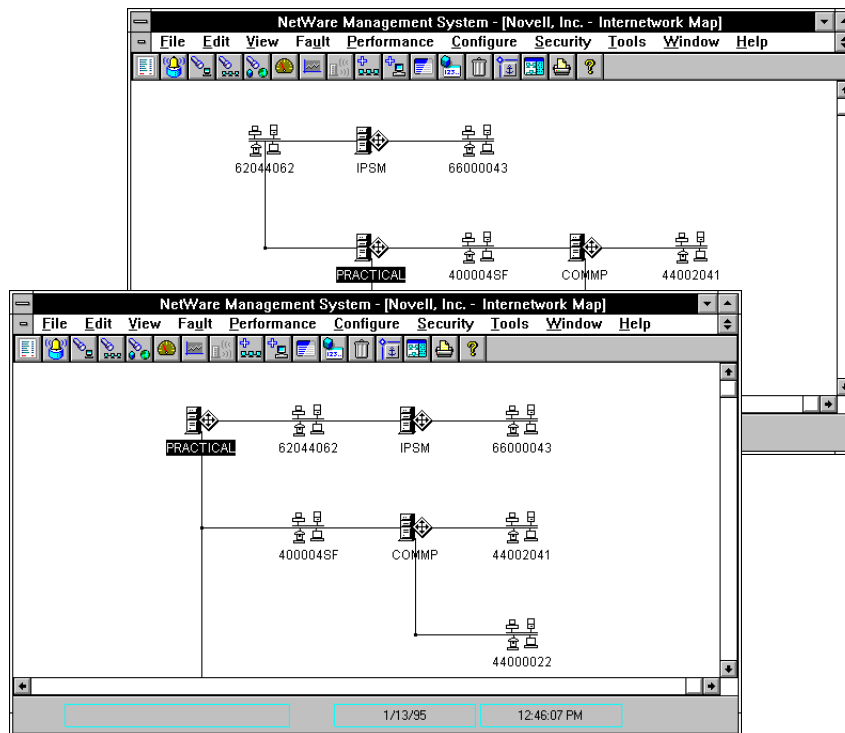 NetWare Management System - [Novell, Inc. - Internetwork Map]
File Edit View Fault Performance Configure Security Tools Window Help
123..
62044062 IPSM 66000043
PRACTICAL 400004SF COMMP 44002041
NetWare Management System - [Novell, Inc. - Internetwork Map]
File Edit View Fault Performance Configure Security Tools Window Help
123..
PRACTICAL 62044062 IPSM 66000043
400004SF COMMP 44002041
44000022
1/13/95 12:46:07 PM